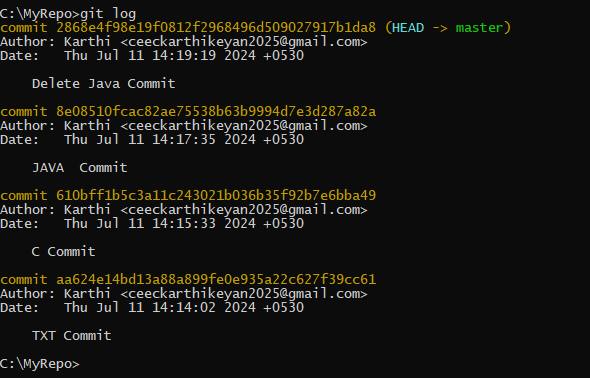 C:\MyRepo>git log
commit 2868e4f98e19f0812f2968496d509027917b1da8 (HEAD -> master)
Author: Karthi <ceeckarthikeyan2025@gmail.com>
Date:   Thu Jul 11 14:19:19 2024 +0530
Delete Java Commit
commit 8e08510fcac82ae75538b63b9994d7e3d287a82a
Author: Karthi <ceeckarthikeyan2025@gmail.com>
Date:   Thu Jul 11 14:17:35 2024 +0530
JAVA  Commit
commit 610bff1b5c3a11c243021b036b35f92b7e6bba49
Author: Karthi <ceeckarthikeyan2025@gmail.com>
Date:   Thu Jul 11 14:15:33 2024 +0530
C Commit
commit aa624e14bd13a88a899fe0e935a22c627f39cc61
Author: Karthi <ceeckarthikeyan2025@gmail.com>
Date:   Thu Jul 11 14:14:02 2024 +0530
TXT Commit
C:\MyRepo>